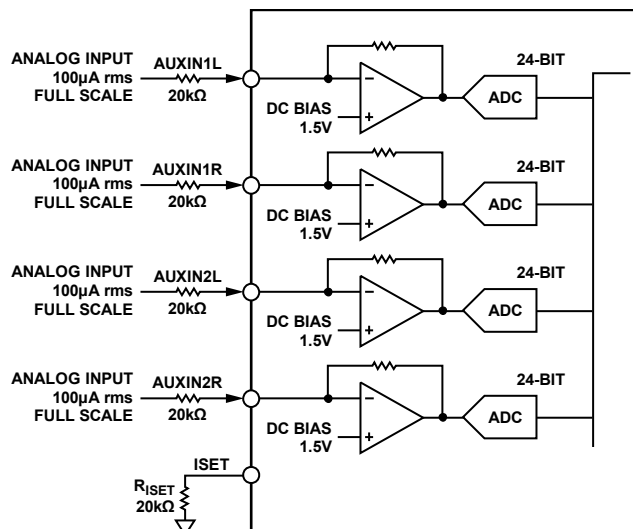 ANALOG INPUT
100µA rms
FULL SCALE
AUXIN1L
20kΩ
DC BIAS
1.5V
−
+
24-BIT
ADC
ANALOG INPUT
100µA rms
FULL SCALE
AUXIN1R
20kΩ
DC BIAS
1.5V
−
+
24-BIT
ADC
ANALOG INPUT
100µA rms
FULL SCALE
AUXIN2L
20kΩ
DC BIAS
1.5V
−
+
24-BIT
ADC
ANALOG INPUT
100µA rms
FULL SCALE
AUXIN2R
20kΩ
DC BIAS
1.5V
−
+
24-BIT
ADC
ISET
RISET
20kΩ